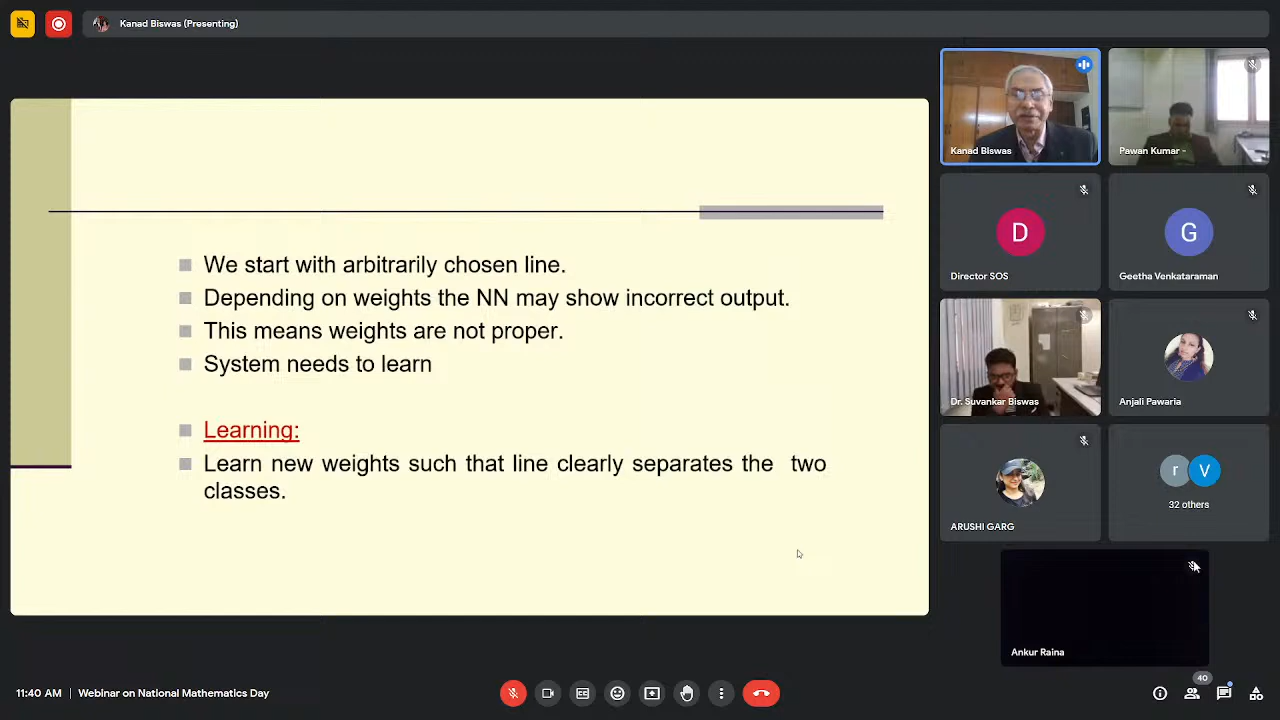 Kanad Biswas (Presenting)
We start with arbitrarily chosen line.
Depending on weights the NN may show incorrect output.
This means weights are not proper.
System needs to learn
Learning:
Learn new weights such that line clearly separates the two
classes.
Kanad Biswas
Pawan Kumar -
D
Director SOS
G
Geetha Venkataraman
Dr. Suvankar Biswas
Anjali Pawaria
ARUSHI GARG
r
V
32 others
Ankur Raina
11:40 AM | Webinar on National Mathematics Day
40